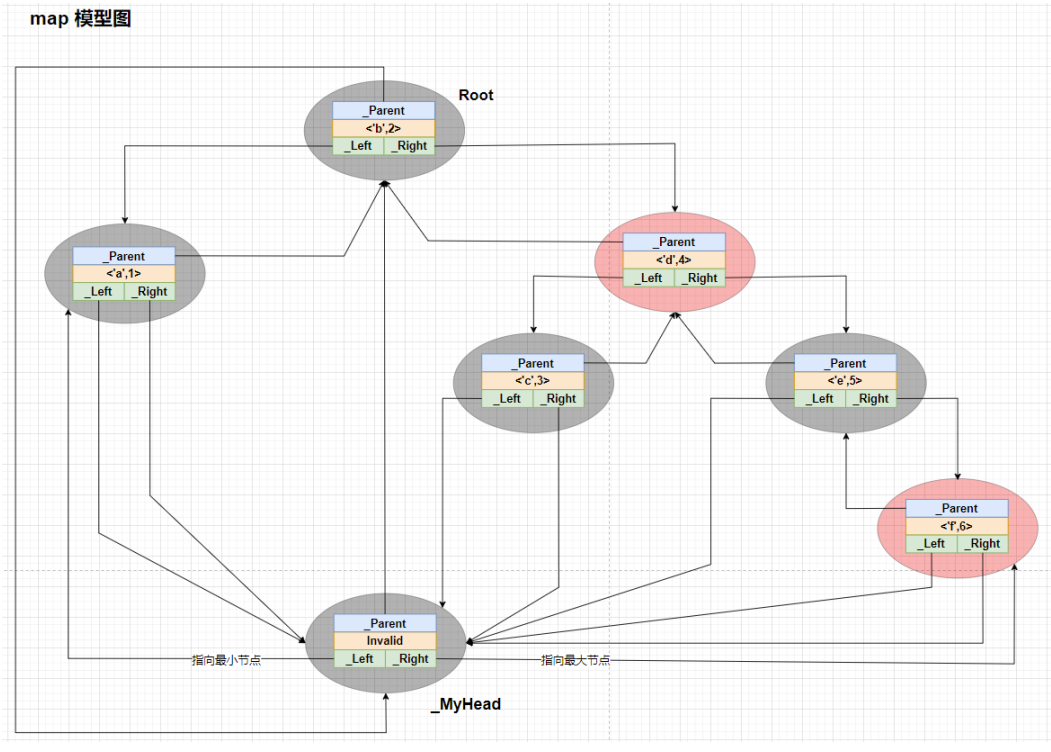 map 模型图
Root
_Parent
<'b',2>
_Left _Right
_Parent
<'a',1>
_Left _Right
_Parent
<'d',4>
_Left _Right
_Parent
<'c',3>
_Left _Right
_Parent
<'e',5>
_Left _Right
_Parent
<'f',6>
_Left _Right
_Parent
Invalid
_Left _Right
指向最小节点
指向最大节点
_MyHead